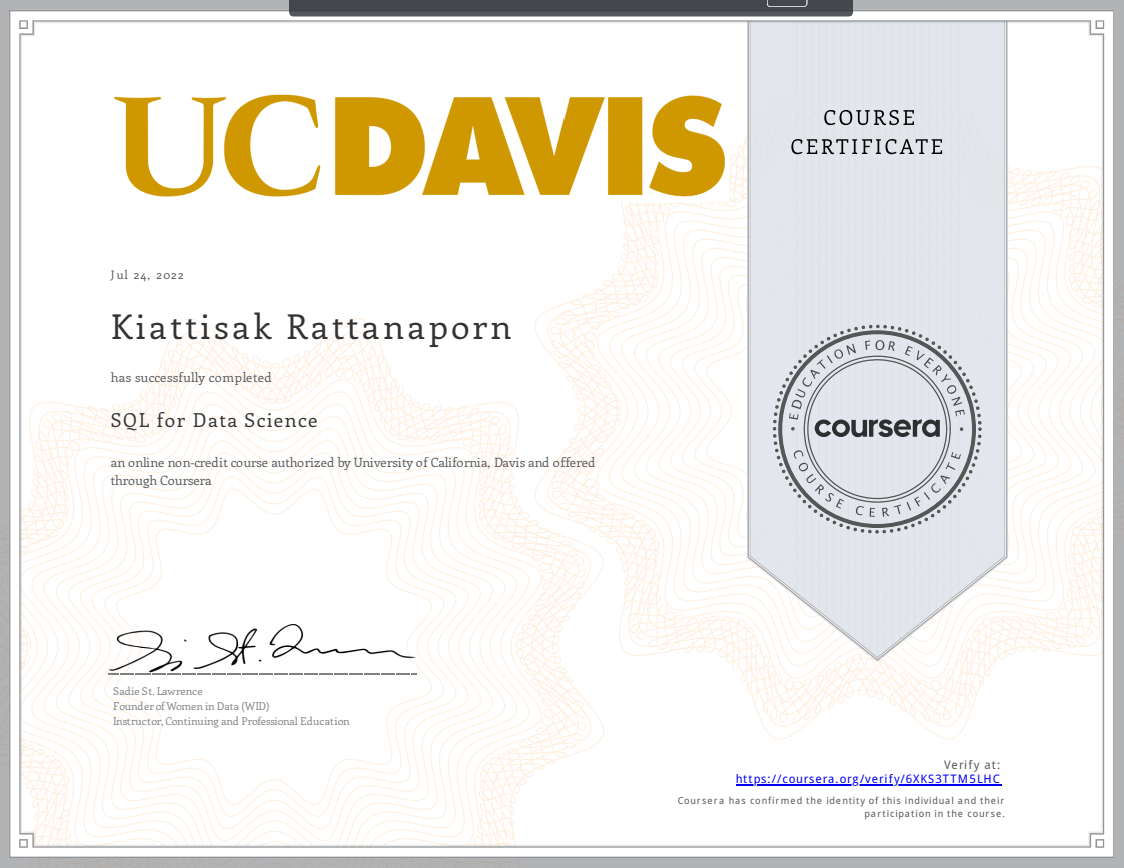 UCDAVIS
COURSE
CERTIFICATE
Jul 24, 2022
Kiattisak Rattanaporn
has successfully completed
SQL for Data Science
an online non-credit course authorized by University of California, Davis and offered
through Coursera
EDUCATION FOR EVERYONE
coursera
COURSE CERTIFICATE
Sadie St. Lawrence
Founder of Women in Data (WID)
Instructor, Continuing and Professional Education
Verify at:
https://coursera.org/verify/6XKS3TTM5LHC
Coursera has confirmed the identity of this individual and their
participation in the course.